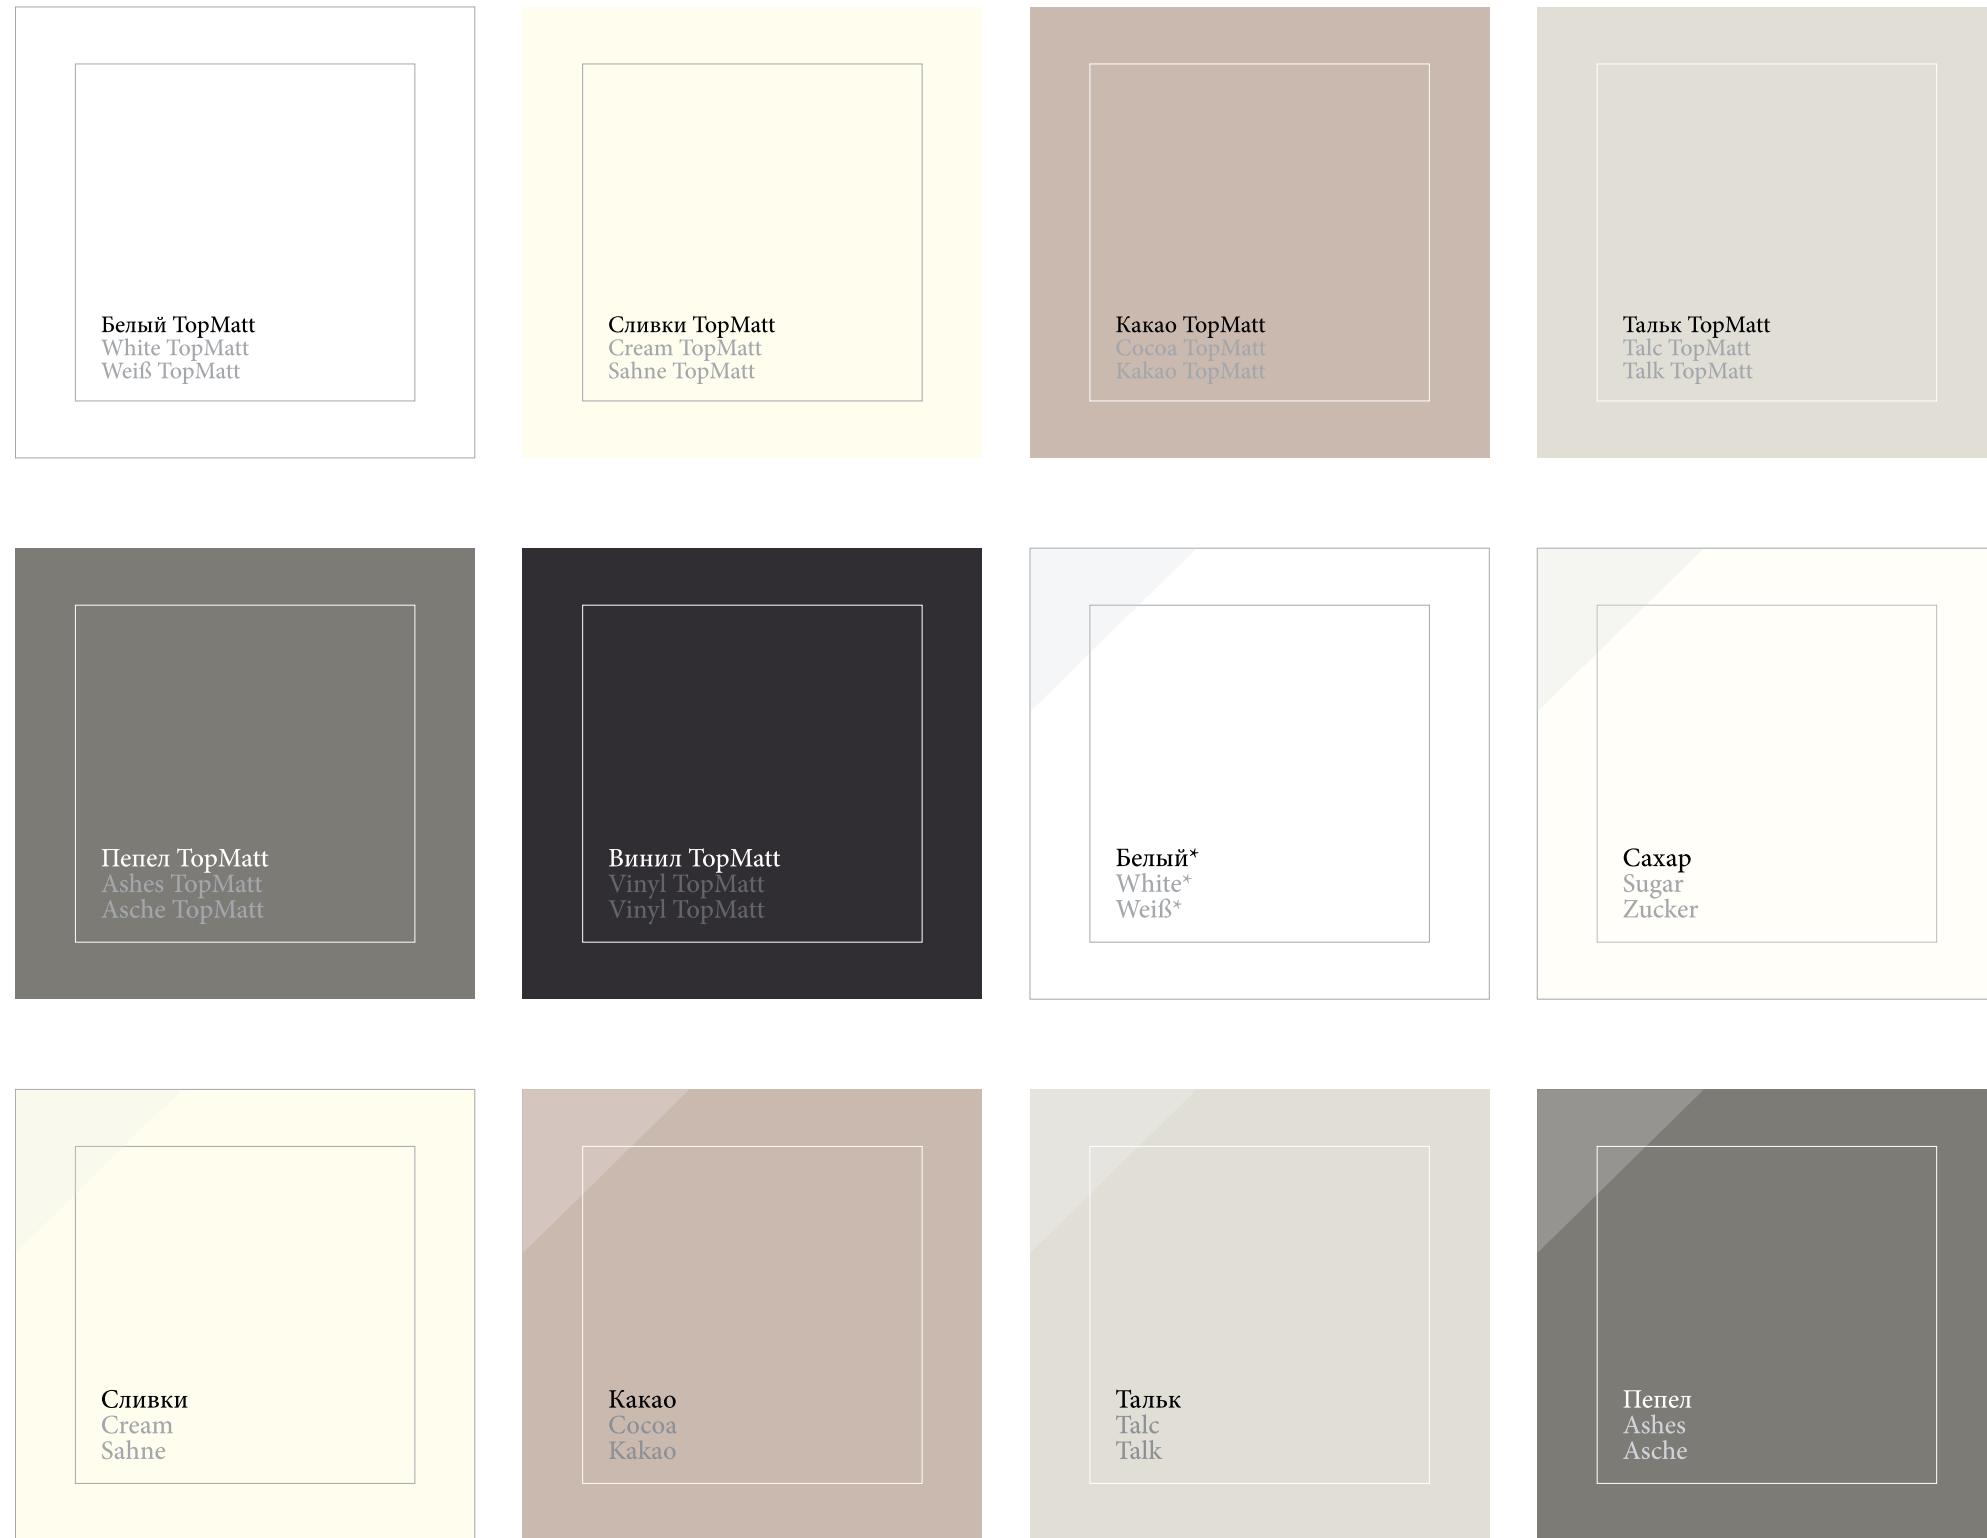 Белый TopMatt
White TopMatt
Weiß TopMatt
Сливки TopMatt
Cream TopMatt
Sahne TopMatt
Какао TopMatt
Cocoa TopMatt
Kakao TopMatt
Тальк TopMatt
Talc TopMatt
Talk TopMatt
Пепел TopMatt
Ashes TopMatt
Asche TopMatt
Винил TopMatt
Vinyl TopMatt
Vinyl TopMatt
Белый*
White*
Weiß*
Сахар
Sugar
Zucker
Сливки
Cream
Sahne
Какао
Cocoa
Kakao
Тальк
Talc
Talk
Пепел
Ashes
Asche